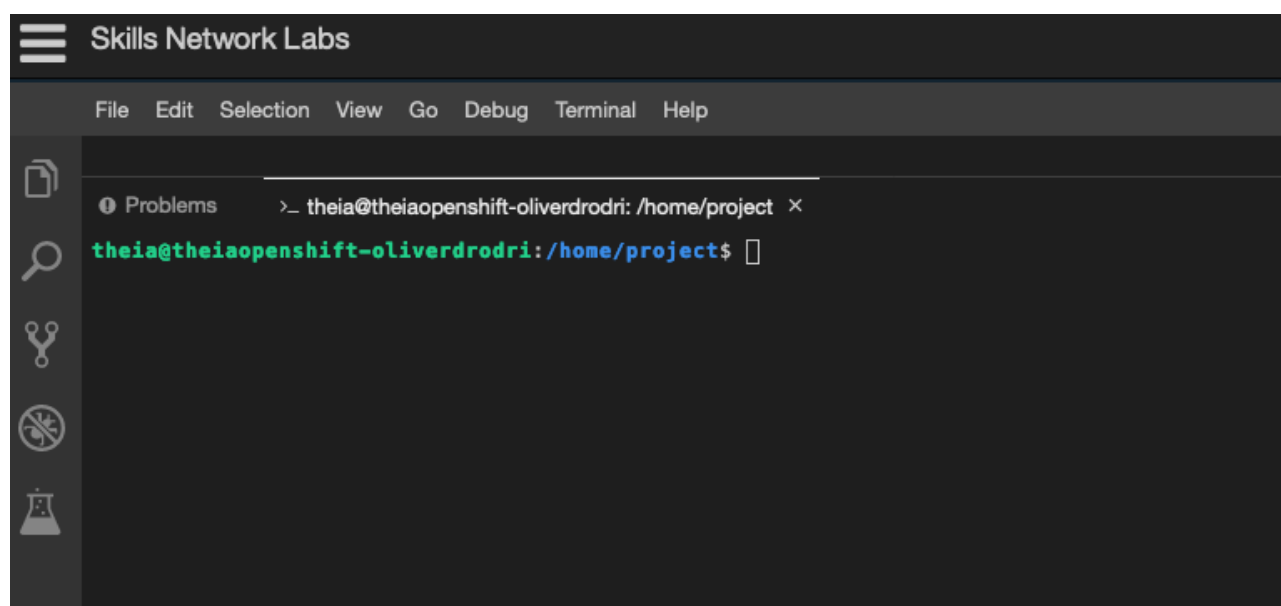 Skills Network Labs
File Edit Selection View Go Debug Terminal Help
Problems >_ theia@theiaopenshift-oliverdrodri: /home/project ×
theia@theiaopenshift-oliverdrodri:/home/project$